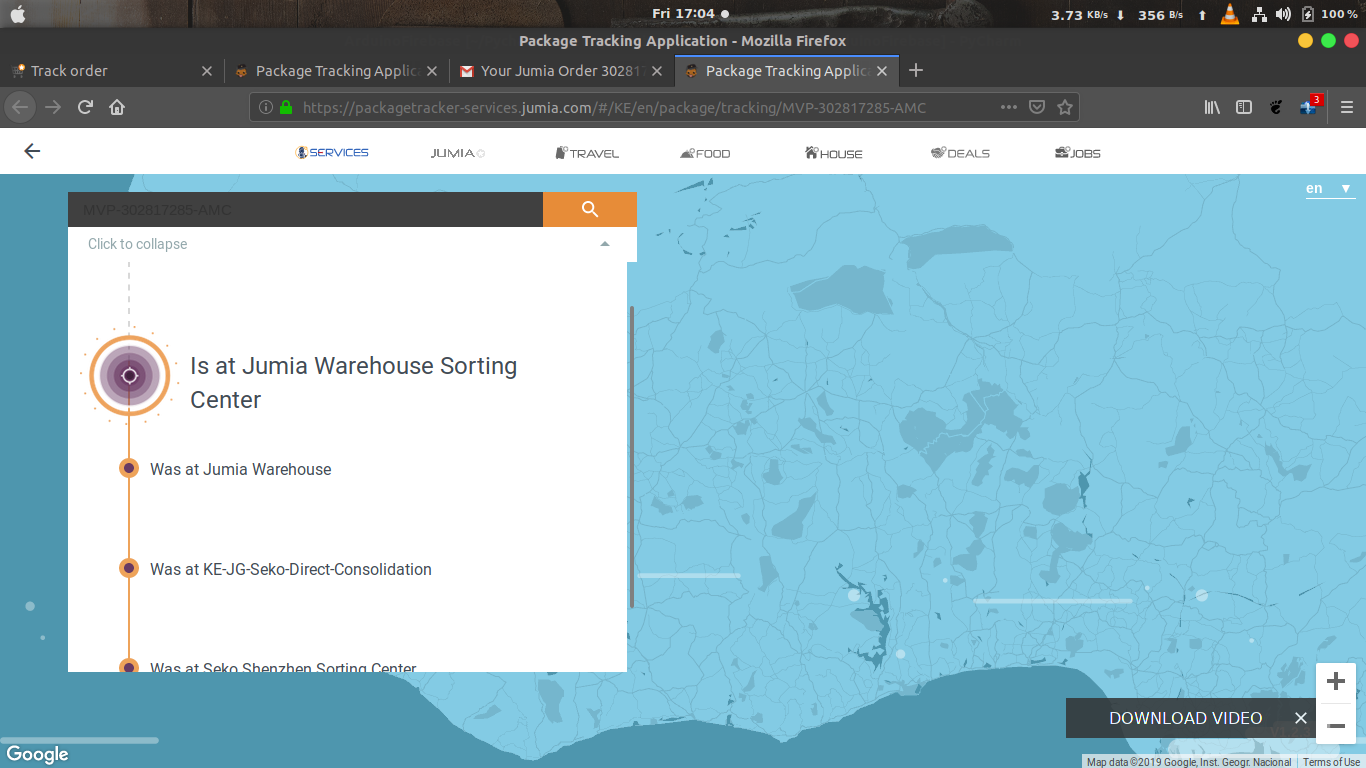 Fri 17:04
3.73 KB/s 356 B/s 100 %
Package Tracking Application - Mozilla Firefox
Track order
Package Tracking Applic
Your Jumia Order 30281
Package Tracking Applic
https://packagetracker-services.jumia.com/#/KE/en/package/tracking/MVP-302817285-AMC
3
SERVICES
JUMIA
TRAVEL
FOOD
HOUSE
DEALS
JOBS
en
MVP-302817285-AMC
Click to collapse
Is at Jumia Warehouse Sorting
Center
Was at Jumia Warehouse
Was at KE-JG-Seko-Direct-Consolidation
Was at Seko Shenzhen Sorting Center
DOWNLOAD VIDEO
Google
Map data ©2019 Google, Inst. Geogr. Nacional
Terms of Use